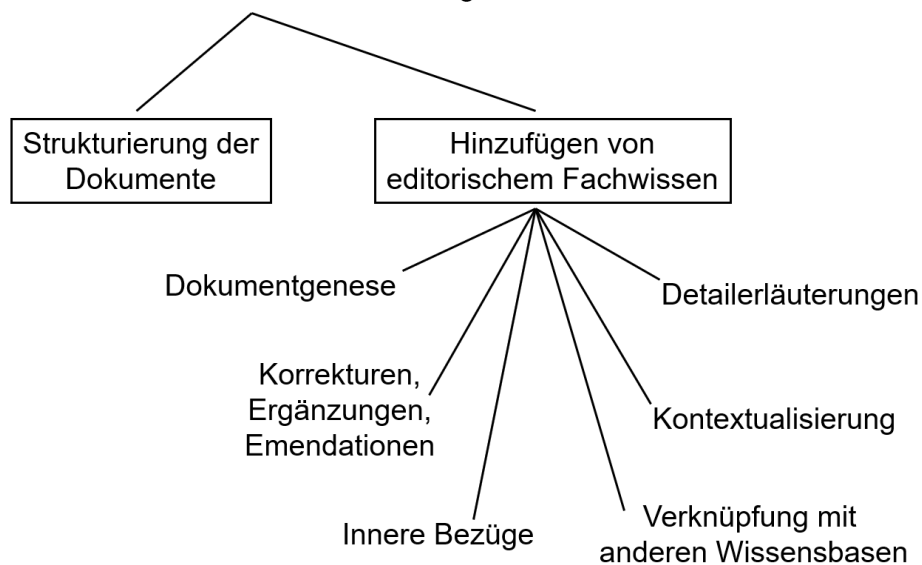 Strukturierung der
Dokumente
Hinzufügen von
editorischem Fachwissen
Dokumentgenese
Detailerläuterungen
Korrekturen,
Ergänzungen,
Emendationen
Kontextualisierung
Innere Bezüge
Verknüpfung mit
anderen Wissensbasen